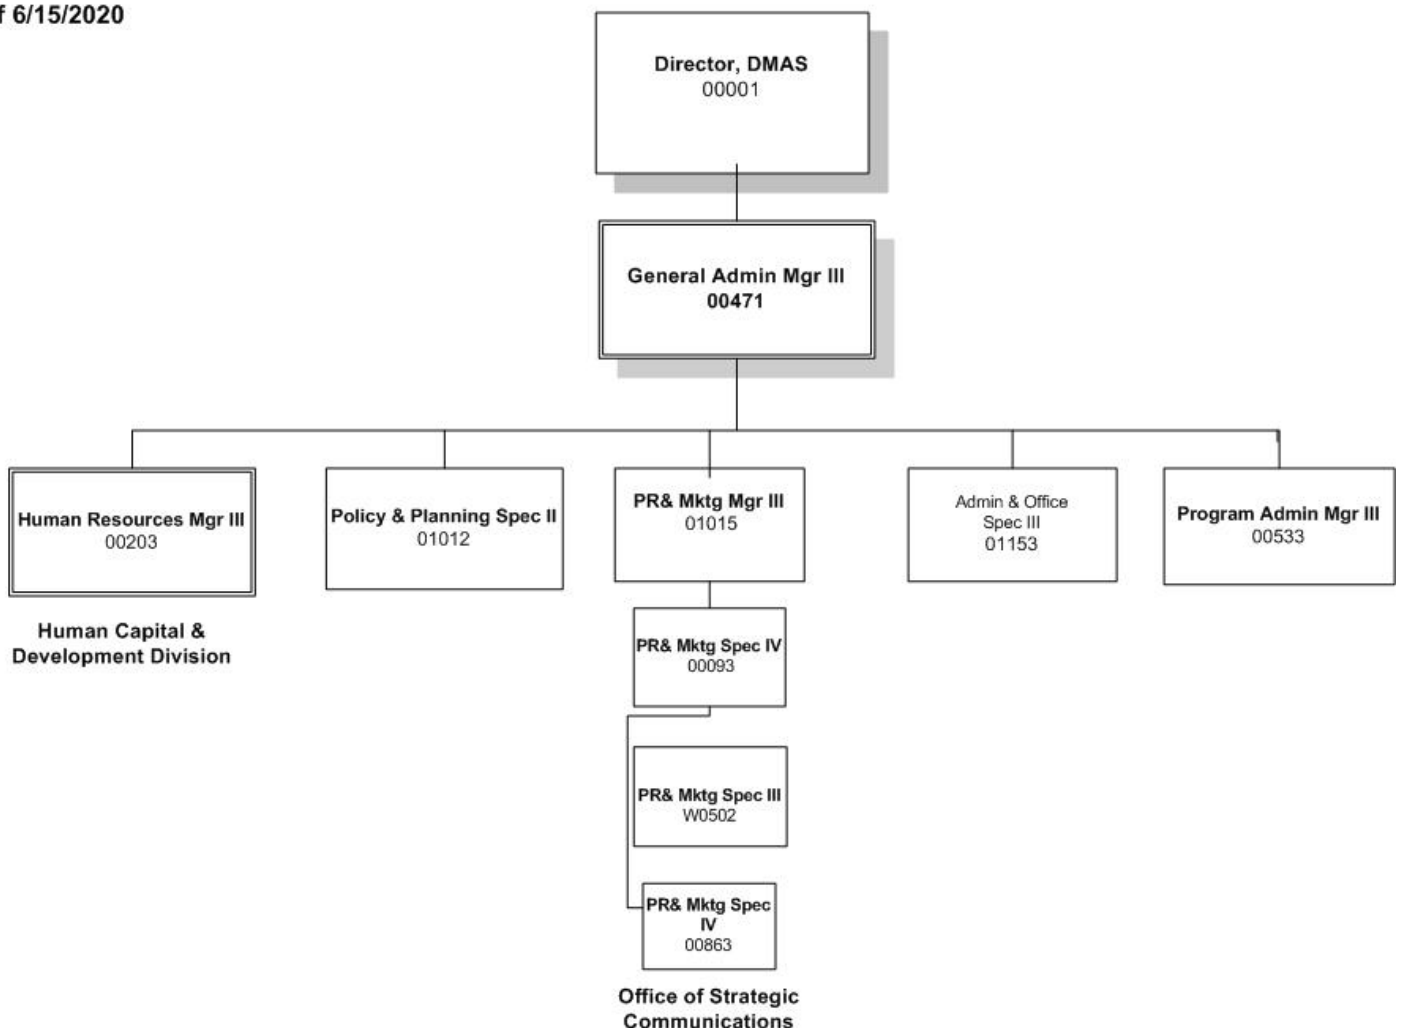 f 6/15/2020
Director, DMAS
00001
General Admin Mgr III
00471
Human Resources Mgr III
00203
Human Capital &
Development Division
Policy & Planning Spec II
01012
PR& Mktg Mgr III
01015
Admin & Office
Spec III
01153
Program Admin Mgr III
00533
PR& Mktg Spec IV
00093
PR& Mktg Spec III
W0502
PR& Mktg Spec
IV
00863
Office of Strategic
Communications